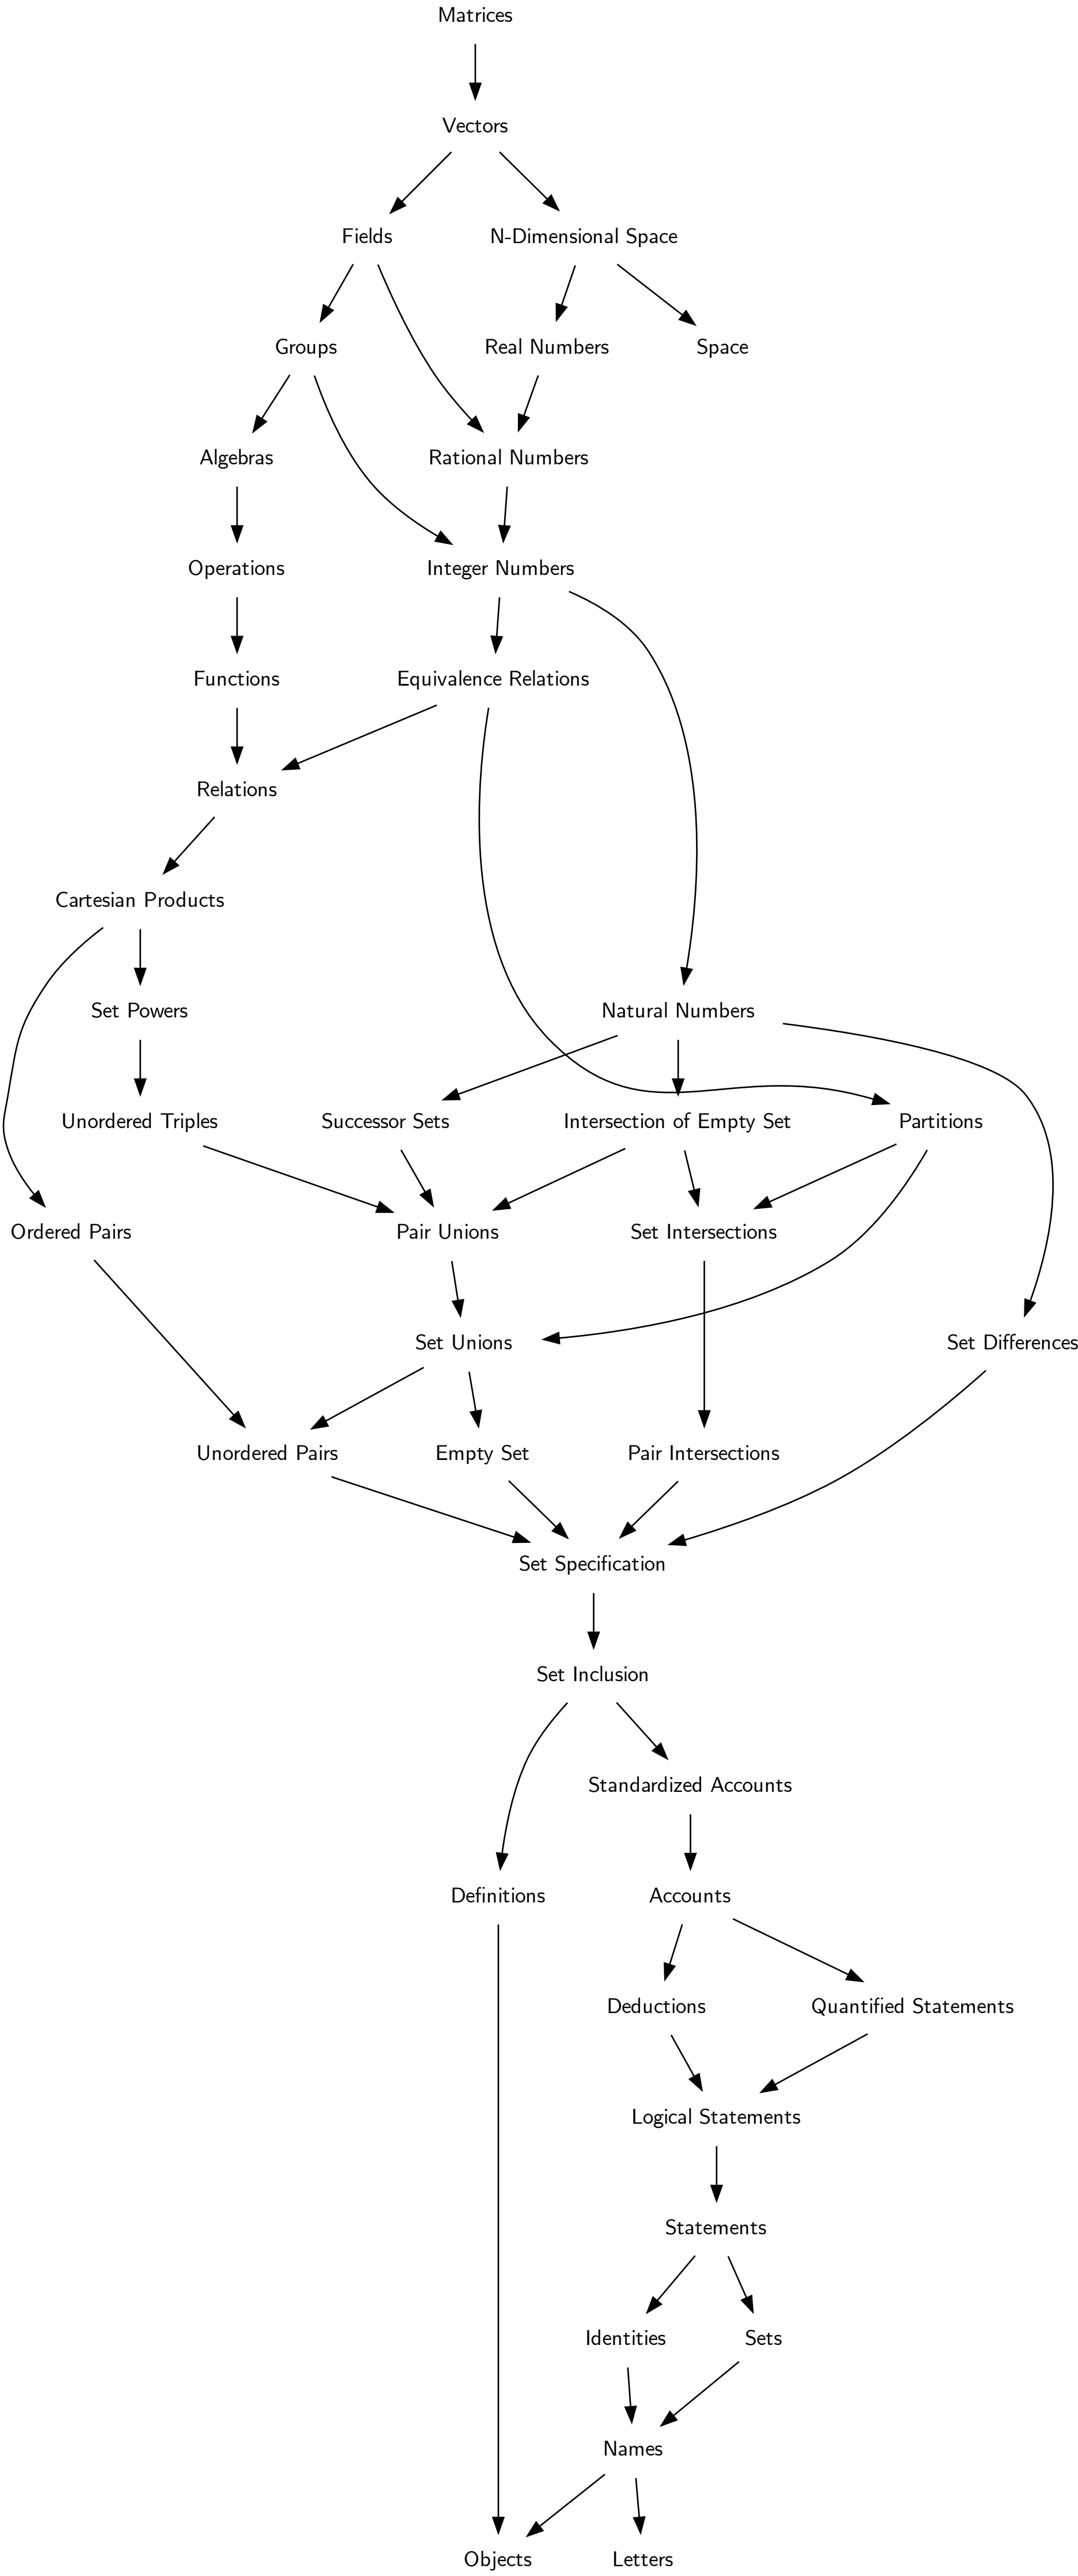 Matrices
Vectors
Fields
N-Dimensional Space
Groups
Real Numbers
Space
Algebras
Rational Numbers
Operations
Integer Numbers
Functions
Equivalence Relations
Relations
Cartesian Products
Set Powers
Natural Numbers
Unordered Triples
Successor Sets
Intersection of Empty Set
Partitions
Ordered Pairs
Pair Unions
Set Intersections
Set Unions
Set Differences
Unordered Pairs
Empty Set
Pair Intersections
Set Specification
Set Inclusion
Standardized Accounts
Definitions
Accounts
Deductions
Quantified Statements
Logical Statements
Statements
Identities
Sets
Names
Objects
Letters